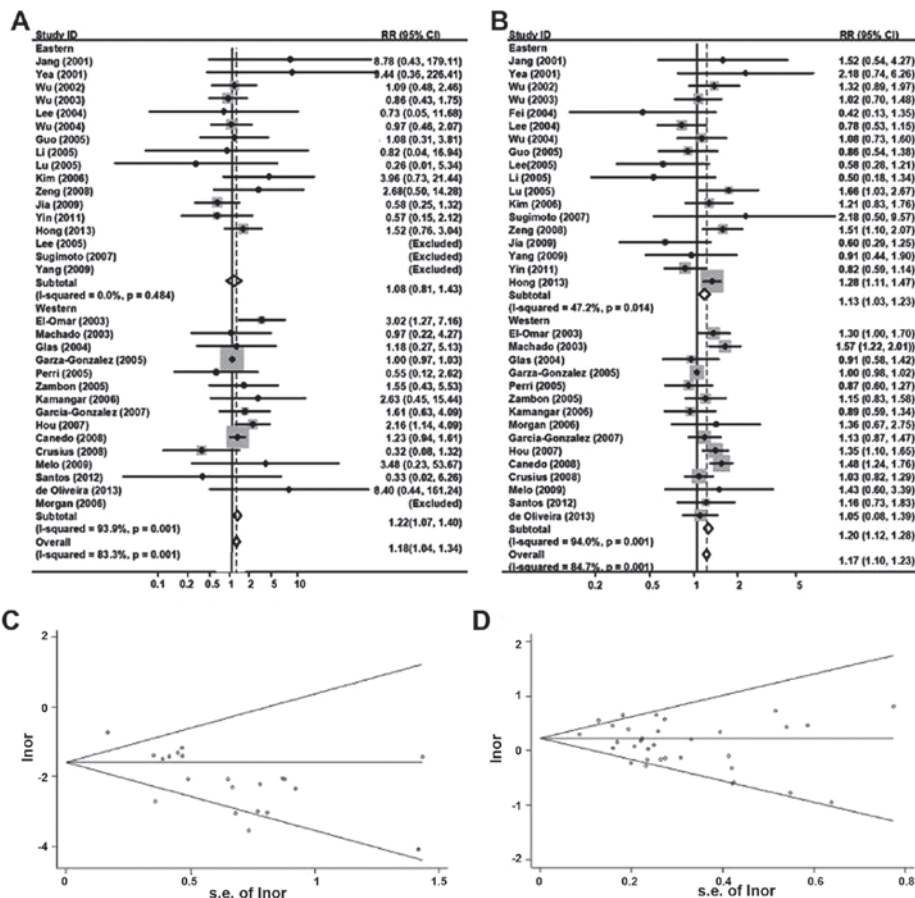 A
Study ID RR (95% CI)
Eastern
Jang (2001) 8.78 (0.43, 179.11)
Yea (2001) 9.44 (0.36, 226.41)
Wu (2002) 1.09 (0.48, 2.46)
Wu (2003) 0.86 (0.43, 1.75)
Lee (2004) 0.73 (0.05, 11.68)
Wu (2004) 0.97 (0.46, 2.07)
Guo (2005) 1.08 (0.31, 3.81)
Li (2005) 0.82 (0.04, 16.94)
Lu (2005) 0.26 (0.01, 5.34)
Kim (2006) 3.96 (0.73, 21.44)
Zeng (2008) 2.68(0.50, 14.28)
Jia (2009) 0.58 (0.25, 1.32)
Yin (2011) 0.57 (0.15, 2.12)
Hong (2013) 1.52 (0.76, 3.04)
Lee (2005) (Excluded)
Sugimoto (2007) (Excluded)
Yang (2009) (Excluded)
Subtotal
(I-squared = 0.0%, p = 0.484) 1.08 (0.81, 1.43)
Western
El-Omar (2003) 3.02 (1.27, 7.16)
Machado (2003) 0.97 (0.22, 4.27)
Glas (2004) 1.18 (0.27, 5.13)
Garza-Gonzalez (2005) 1.00 (0.97, 1.03)
Perri (2005) 0.55 (0.12, 2.62)
Zambon (2005) 1.55 (0.43, 5.53)
Kamangar (2006) 2.63 (0.45, 15.44)
Garcia-Gonzalez (2007) 1.61 (0.63, 4.09)
Hou (2007) 2.16 (1.14, 4.09)
Canedo (2008) 1.23 (0.94, 1.61)
Crusius (2008) 0.32 (0.08, 1.32)
Melo (2009) 3.48 (0.23, 53.67)
Santos (2012) 0.33 (0.02, 6.26)
de Oliveira (2013) 8.40 (0.44, 161.24)
Morgan (2006) (Excluded)
Subtotal
(I-squared = 93.9%, p = 0.001) 1.22(1.07, 1.40)
Overall
(I-squared = 83.3%, p = 0.001) 1.18(1.04, 1.34)
0.1 0.2 0.5 1 2 5 10
B
Study ID RR (95% CI)
Eastern
Jang (2001) 1.52 (0.54, 4.27)
Yea (2001) 2.18 (0.74, 6.26)
Wu (2002) 1.32 (0.89, 1.97)
Wu (2003) 1.02 (0.70, 1.48)
Fei (2004) 0.42 (0.13, 1.35)
Lee (2004) 0.78 (0.53, 1.15)
Wu (2004) 1.08 (0.73, 1.60)
Guo (2005) 0.86 (0.54, 1.38)
Lee(2005) 0.58 (0.28, 1.21)
Li (2005) 0.50 (0.18, 1.34)
Lu (2005) 1.66 (1.03, 2.67)
Kim (2006) 1.21 (0.83, 1.76)
Sugimoto (2007) 2.18 (0.50, 9.57)
Zeng (2008) 1.51 (1.10, 2.07)
Jia (2009) 0.60 (0.29, 1.25)
Yang (2009) 0.91 (0.44, 1.90)
Yin (2011) 0.82 (0.59, 1.14)
Hong (2013) 1.28 (1.11, 1.47)
Subtotal
(I-squared = 47.2%, p = 0.014) 1.13 (1.03, 1.23)
Western
El-Omar (2003) 1.30 (1.00, 1.70)
Machado (2003) 1.57 (1.22, 2.01))
Glas (2004) 0.91 (0.58, 1.42)
Garza-Gonzalez (2005) 1.00 (0.98, 1.02)
Perri (2005) 0.87 (0.60, 1.27)
Zambon (2005) 1.15 (0.83, 1.58)
Kamangar (2006) 0.89 (0.59, 1.34)
Morgan (2006) 1.36 (0.67, 2.75)
Garcia-Gonzalez (2007) 1.13 (0.87, 1.47)
Hou (2007) 1.35 (1.10, 1.65)
Canedo (2008) 1.48 (1.24, 1.76)
Crusius (2008) 1.03 (0.82, 1.29)
Melo (2009) 1.43 (0.60, 3.39)
Santos (2012) 1.16 (0.73, 1.83)
de Oliveira (2013) 1.05 (0.08, 1.39)
Subtotal
(I-squared = 94.0%, p = 0.001) 1.20 (1.12, 1.28)
Overall
(I-squared = 84.7%, p = 0.001) 1.17 (1.10, 1.23)
0.2 0.5 1 2 5
C
2
0
-2
-4
lnor
0 0.5 1 1.5
s.e. of lnor
D
2
1
0
-1
-2
lnor
0 0.2 0.4 0.6 0.8
s.e. of lnor